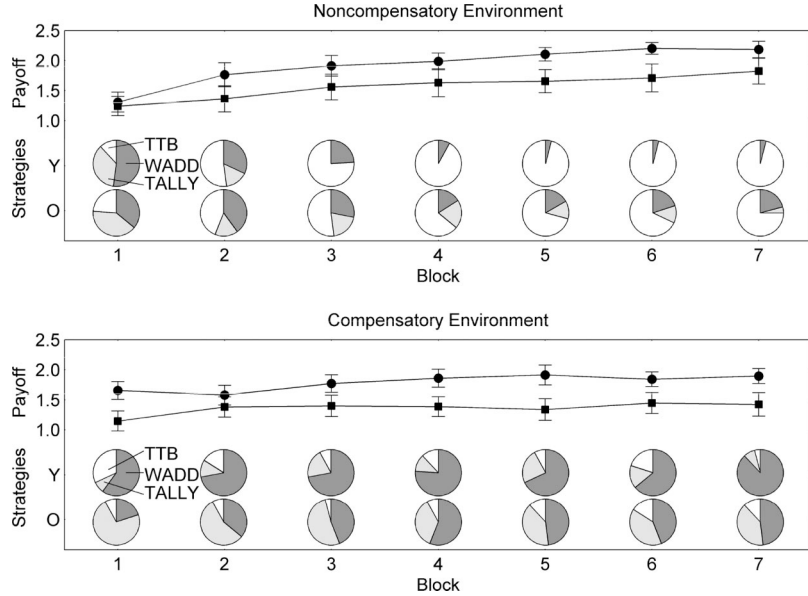 Noncompensatory Environment
2.5
2.0
1.5
1.0
Payoff
TTB
WADD
TALLY
Y
O
Strategies
1 2 3 4 5 6 7
Block
Compensatory Environment
2.5
2.0
1.5
1.0
Payoff
TTB
WADD
TALLY
Y
O
Strategies
1 2 3 4 5 6 7
Block